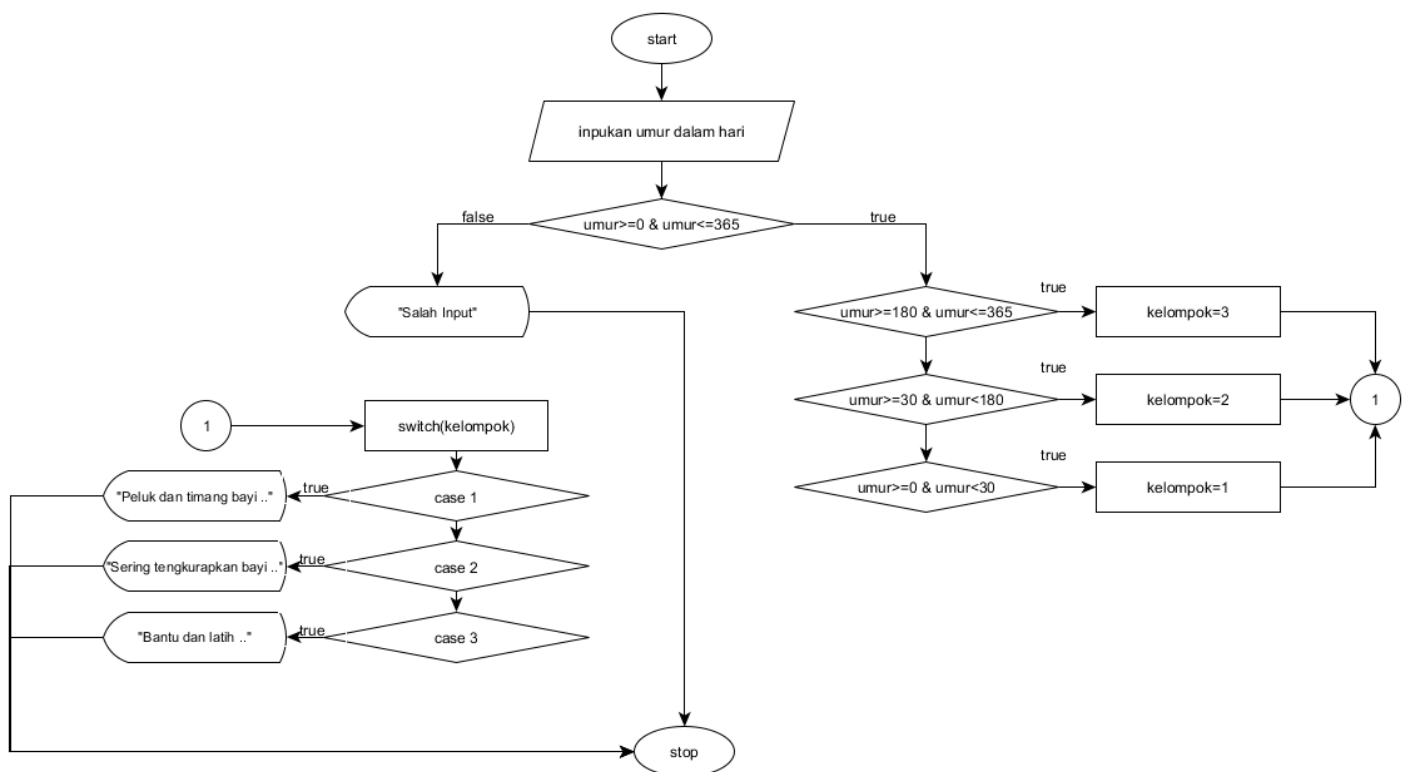 start
inpukan umur dalam hari
false
umur>=0 & umur<=365
true
"Salah Input"
umur>=180 & umur<=365
true
kelompok=3
umur>=30 & umur<180
true
kelompok=2
1
umur>=0 & umur<30
true
kelompok=1
1
switch(kelompok)
"Peluk dan timang bayi .."
true
case 1
"Sering tengkurapkan bayi .."
true
case 2
"Bantu dan latih .."
true
case 3
stop